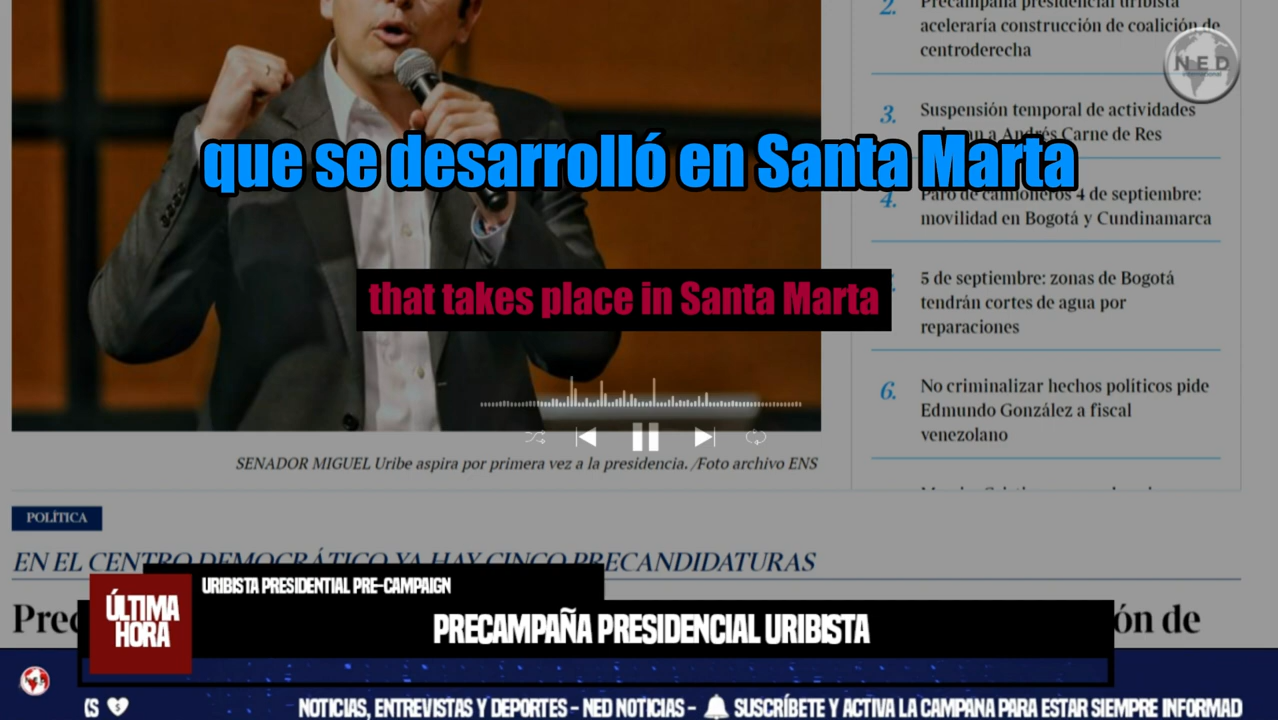 2. Precampaña presidencial uribista
aceleraría construcción de coalición de
centroderecha
NED
3. Suspensión temporal de actividades
a Andrés Carne de Res
que se desarrolló en Santa Marta
4. Paro de camioneros 4 de septiembre:
movilidad en Bogotá y Cundinamarca
that takes place in Santa Marta
5 de septiembre: zonas de Bogotá
tendrán cortes de agua por
reparaciones
6. No criminalizar hechos políticos pide
Edmundo González a fiscal
venezolano
SENADOR MIGUEL Uribe aspira por primera vez a la presidencia. /Foto archivo ENS
POLÍTICA
EN EL CENTRO DEMOCRÁTICO YA HAY CINCO PRECANDIDATURAS
URIBISTA PRESIDENTIAL PRE-CAMPAIGN
ÚLTIMA
HORA
PRECAMPAÑA PRESIDENCIAL URIBISTA
de
NOTICIAS, ENTREVISTAS Y DEPORTES - NED NOTICIAS - SUSCRÍBETE Y ACTIVA LA CAMPANA PARA ESTAR SIEMPRE INFORMAD